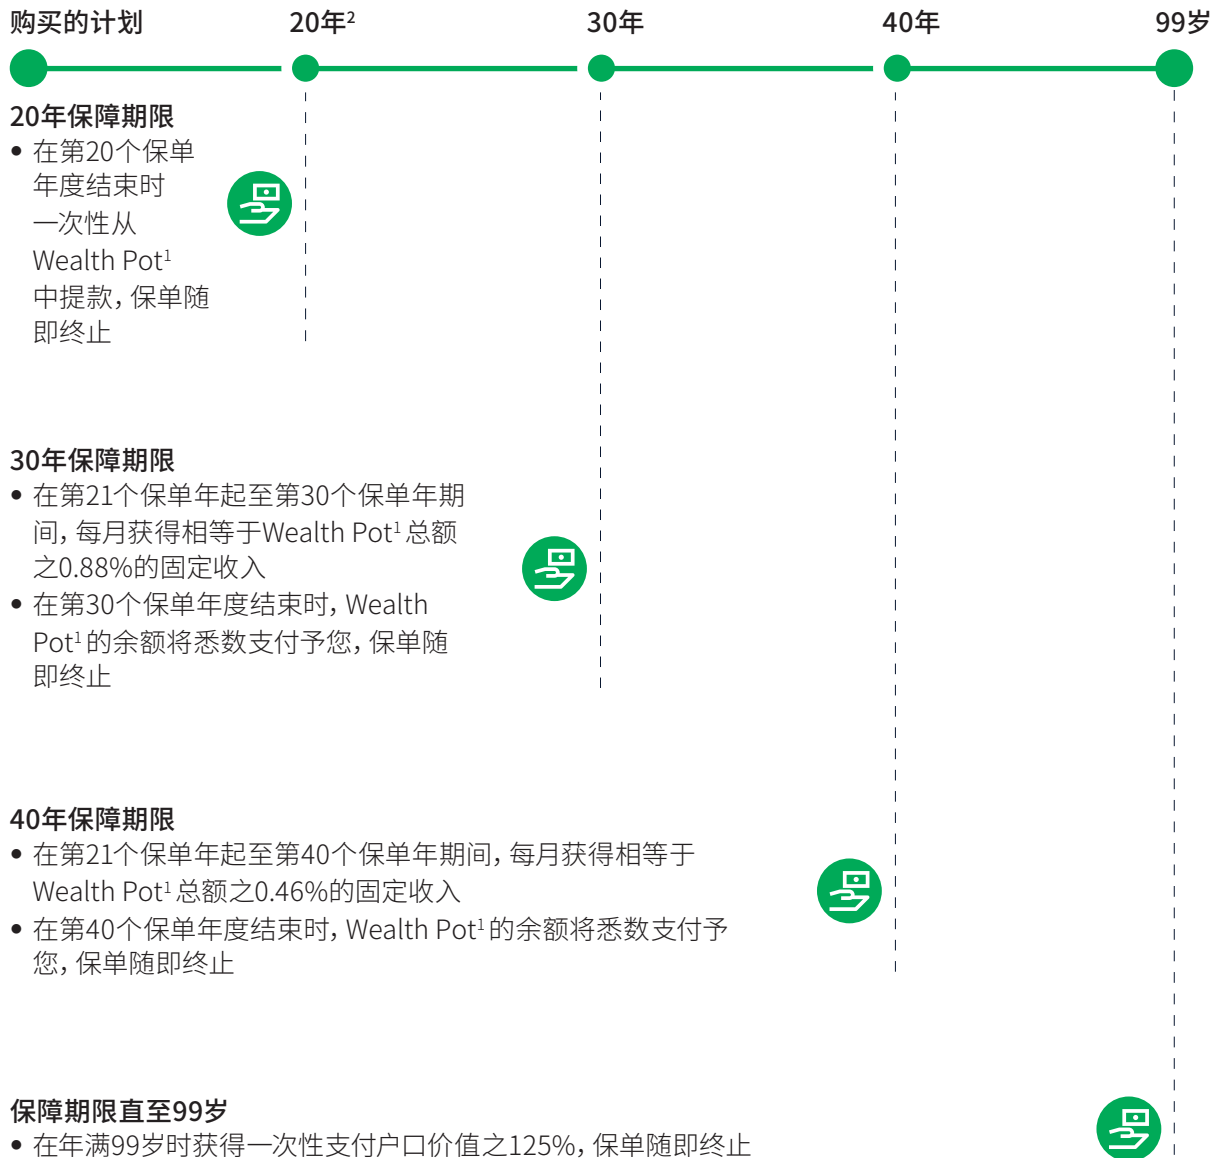 购买的计划 20年² 30年 40年 99岁
20年保障期限
• 在第20个保单
年度结束时
一次性从
Wealth Pot¹
中提款，保单随
即终止
30年保障期限
• 在第21个保单年起至第30个保单年期
间，每月获得相等于Wealth Pot¹ 总额
之0.88%的固定收入
• 在第30个保单年度结束时，Wealth
Pot¹ 的余额将悉数支付予您，保单随
即终止
40年保障期限
• 在第21个保单年起至第40个保单年期间，每月获得相等于
Wealth Pot¹ 总额之0.46%的固定收入
• 在第40个保单年度结束时，Wealth Pot¹ 的余额将悉数支付予
您，保单随即终止
保障期限直至99岁
• 在年满99岁时获得一次性支付户口价值之125%，保单随即终止